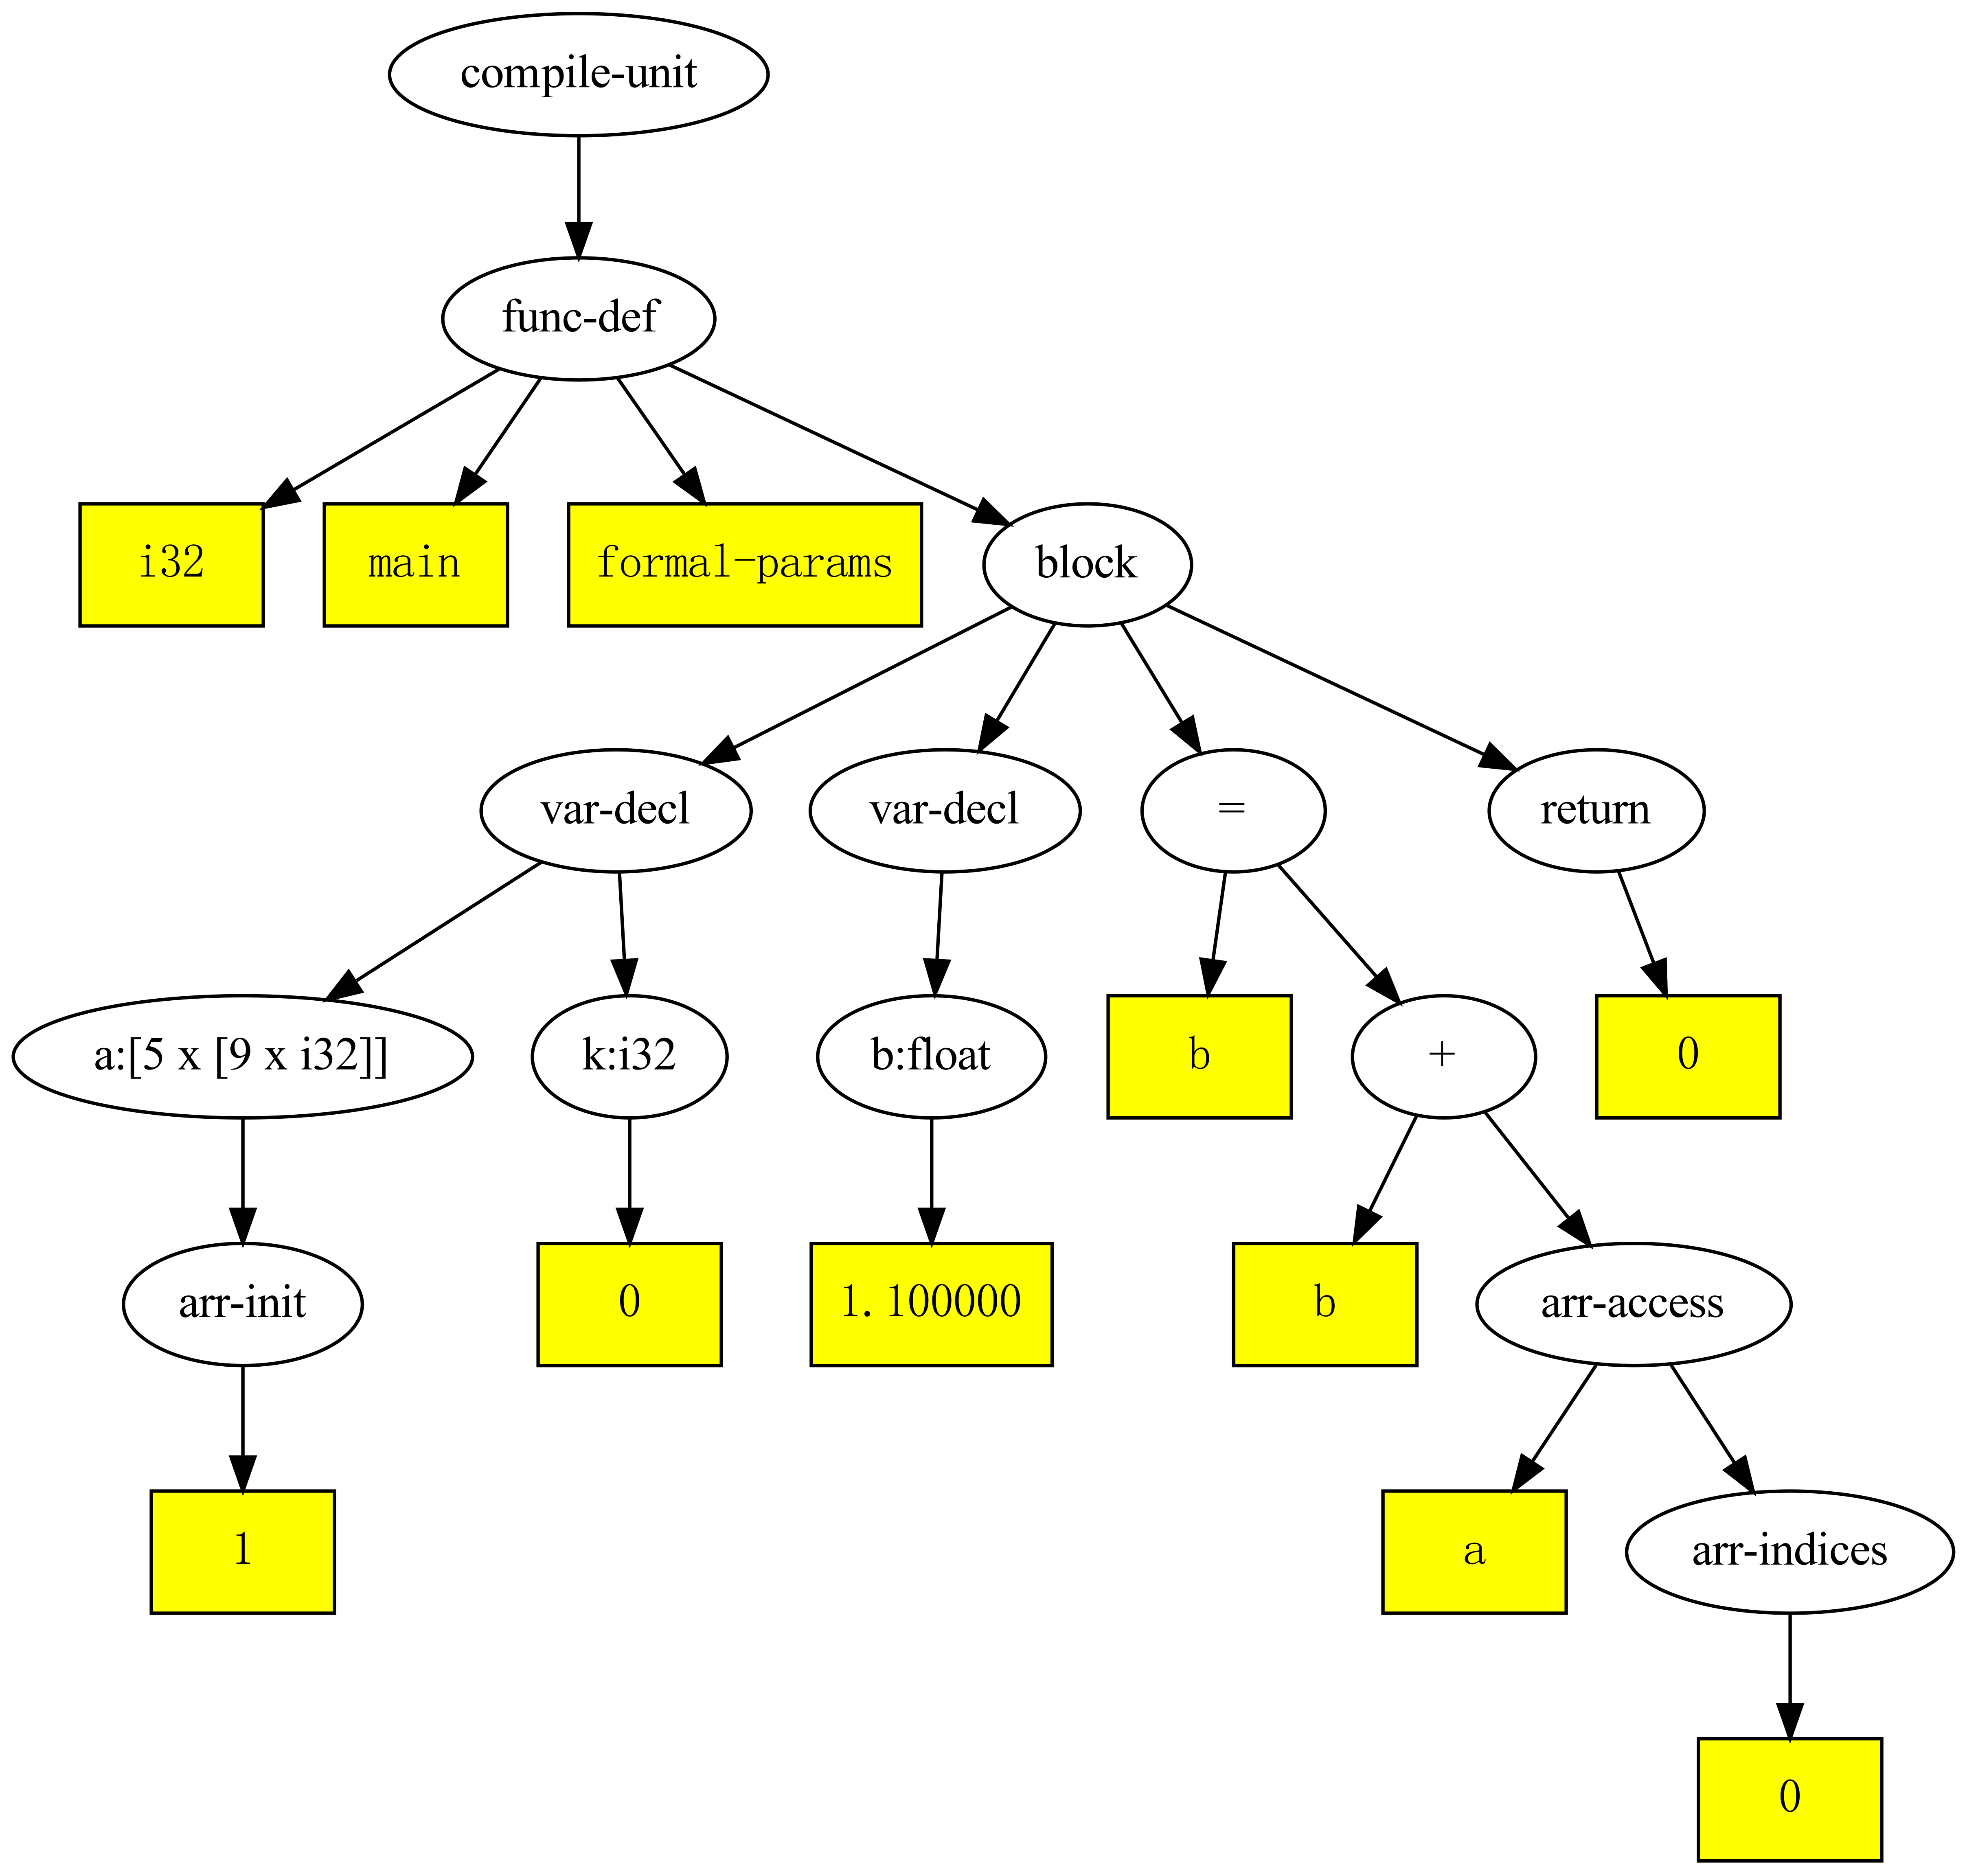 compile-unit
func-def
i32
main
formal-params
block
var-decl
var-decl
=
return
a:[5 x [9 x i32]]
k:i32
b:float
b
+
0
arr-init
0
1.100000
b
arr-access
1
a
arr-indices
0